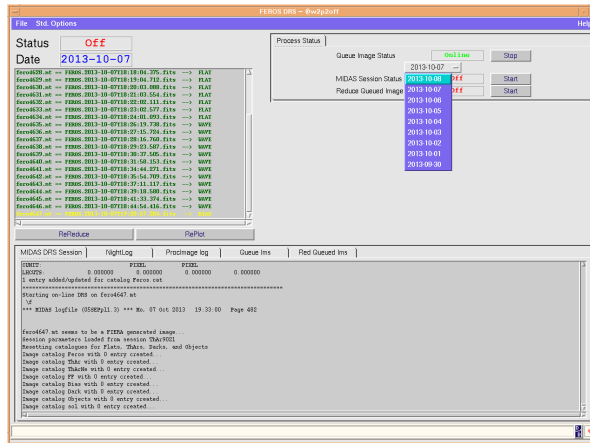 FEROS DRS - @w2p2off
File Std. Options Help
Status Off
Date 2013-10-07
fero4628.mt == FEROS.2013-10-07T18:18:04.375.fits --> FLAT
fero4629.mt == FEROS.2013-10-07T18:19:04.712.fits --> FLAT
fero4630.mt == FEROS.2013-10-07T18:20:03.088.fits --> FLAT
fero4631.mt == FEROS.2013-10-07T18:21:03.554.fits --> FLAT
fero4632.mt == FEROS.2013-10-07T18:22:02.111.fits --> FLAT
fero4633.mt == FEROS.2013-10-07T18:23:02.577.fits --> FLAT
fero4634.mt == FEROS.2013-10-07T18:24:01.093.fits --> FLAT
fero4635.mt == FEROS.2013-10-07T18:26:19.738.fits --> WAVE
fero4636.mt == FEROS.2013-10-07T18:27:15.724.fits --> WAVE
fero4637.mt == FEROS.2013-10-07T18:28:16.760.fits --> WAVE
fero4638.mt == FEROS.2013-10-07T18:29:23.587.fits --> WAVE
fero4639.mt == FEROS.2013-10-07T18:30:37.505.fits --> WAVE
fero4640.mt == FEROS.2013-10-07T18:31:58.153.fits --> WAVE
fero4641.mt == FEROS.2013-10-07T18:34:44.271.fits --> WAVE
fero4642.mt == FEROS.2013-10-07T18:35:54.709.fits --> WAVE
fero4643.mt == FEROS.2013-10-07T18:37:11.117.fits --> WAVE
fero4644.mt == FEROS.2013-10-07T18:39:18.580.fits --> WAVE
fero4645.mt == FEROS.2013-10-07T18:41:33.374.fits --> WAVE
fero4646.mt == FEROS.2013-10-07T18:44:54.416.fits --> WAVE
ReReduce RePlot
Process Status
Queue Image Status Online Stop
2013-10-07
MIDAS Session Status Off Start
Reduce Queued Image Off Start
2013-10-08
2013-10-07
2013-10-06
2013-10-05
2013-10-04
2013-10-03
2013-10-02
2013-10-01
2013-09-30
MIDAS DRS Session NightLog ProcImage log Queue Ims Red Queued Ims
CUNIT: PIXEL PIXEL
LHCUTS: 0.000000 0.000000 0.000000 0.000000
1 entry added/updated for catalog Feros.cat
Starting on-line DRS on fero4647.mt
\f
*** MIDAS logfile (05SEPpl1.3) *** Mo. 07 Oct 2013 19:33:00 Page 482
fero4647.mt seems to be a FIERA generated image...
Session parameters loaded from session ThAr9021
Resetting catalogues for Flats, ThArs, Darks, and Objects
Image catalog Feros with 0 entry created...
Image catalog ThAr with 0 entry created...
Image catalog ThArNe with 0 entry created...
Image catalog FF with 0 entry created...
Image catalog Bias with 0 entry created...
Image catalog Dark with 0 entry created...
Image catalog Objects with 0 entry created...
Image catalog sol with 0 entry created...